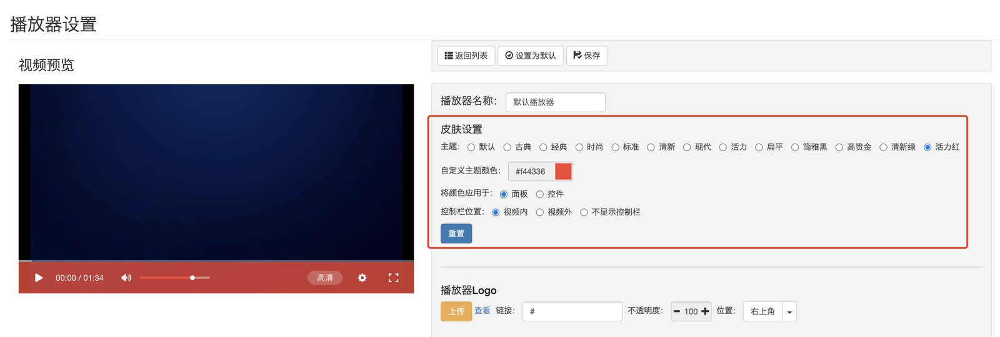 播放器设置
视频预览
00:00 / 01:34
高清
返回列表 设置为默认 保存
播放器名称： 默认播放器
皮肤设置
主题： 默认 古典 经典 时尚 标准 清新 现代 活力 扁平 简雅黑 高贵金 清新绿 活力红
自定义主题颜色： #f44336
将颜色应用于： 面板 控件
控制栏位置： 视频内 视频外 不显示控制栏
重置
播放器Logo
上传 查看 链接： # 不透明度： 100 位置： 右上角